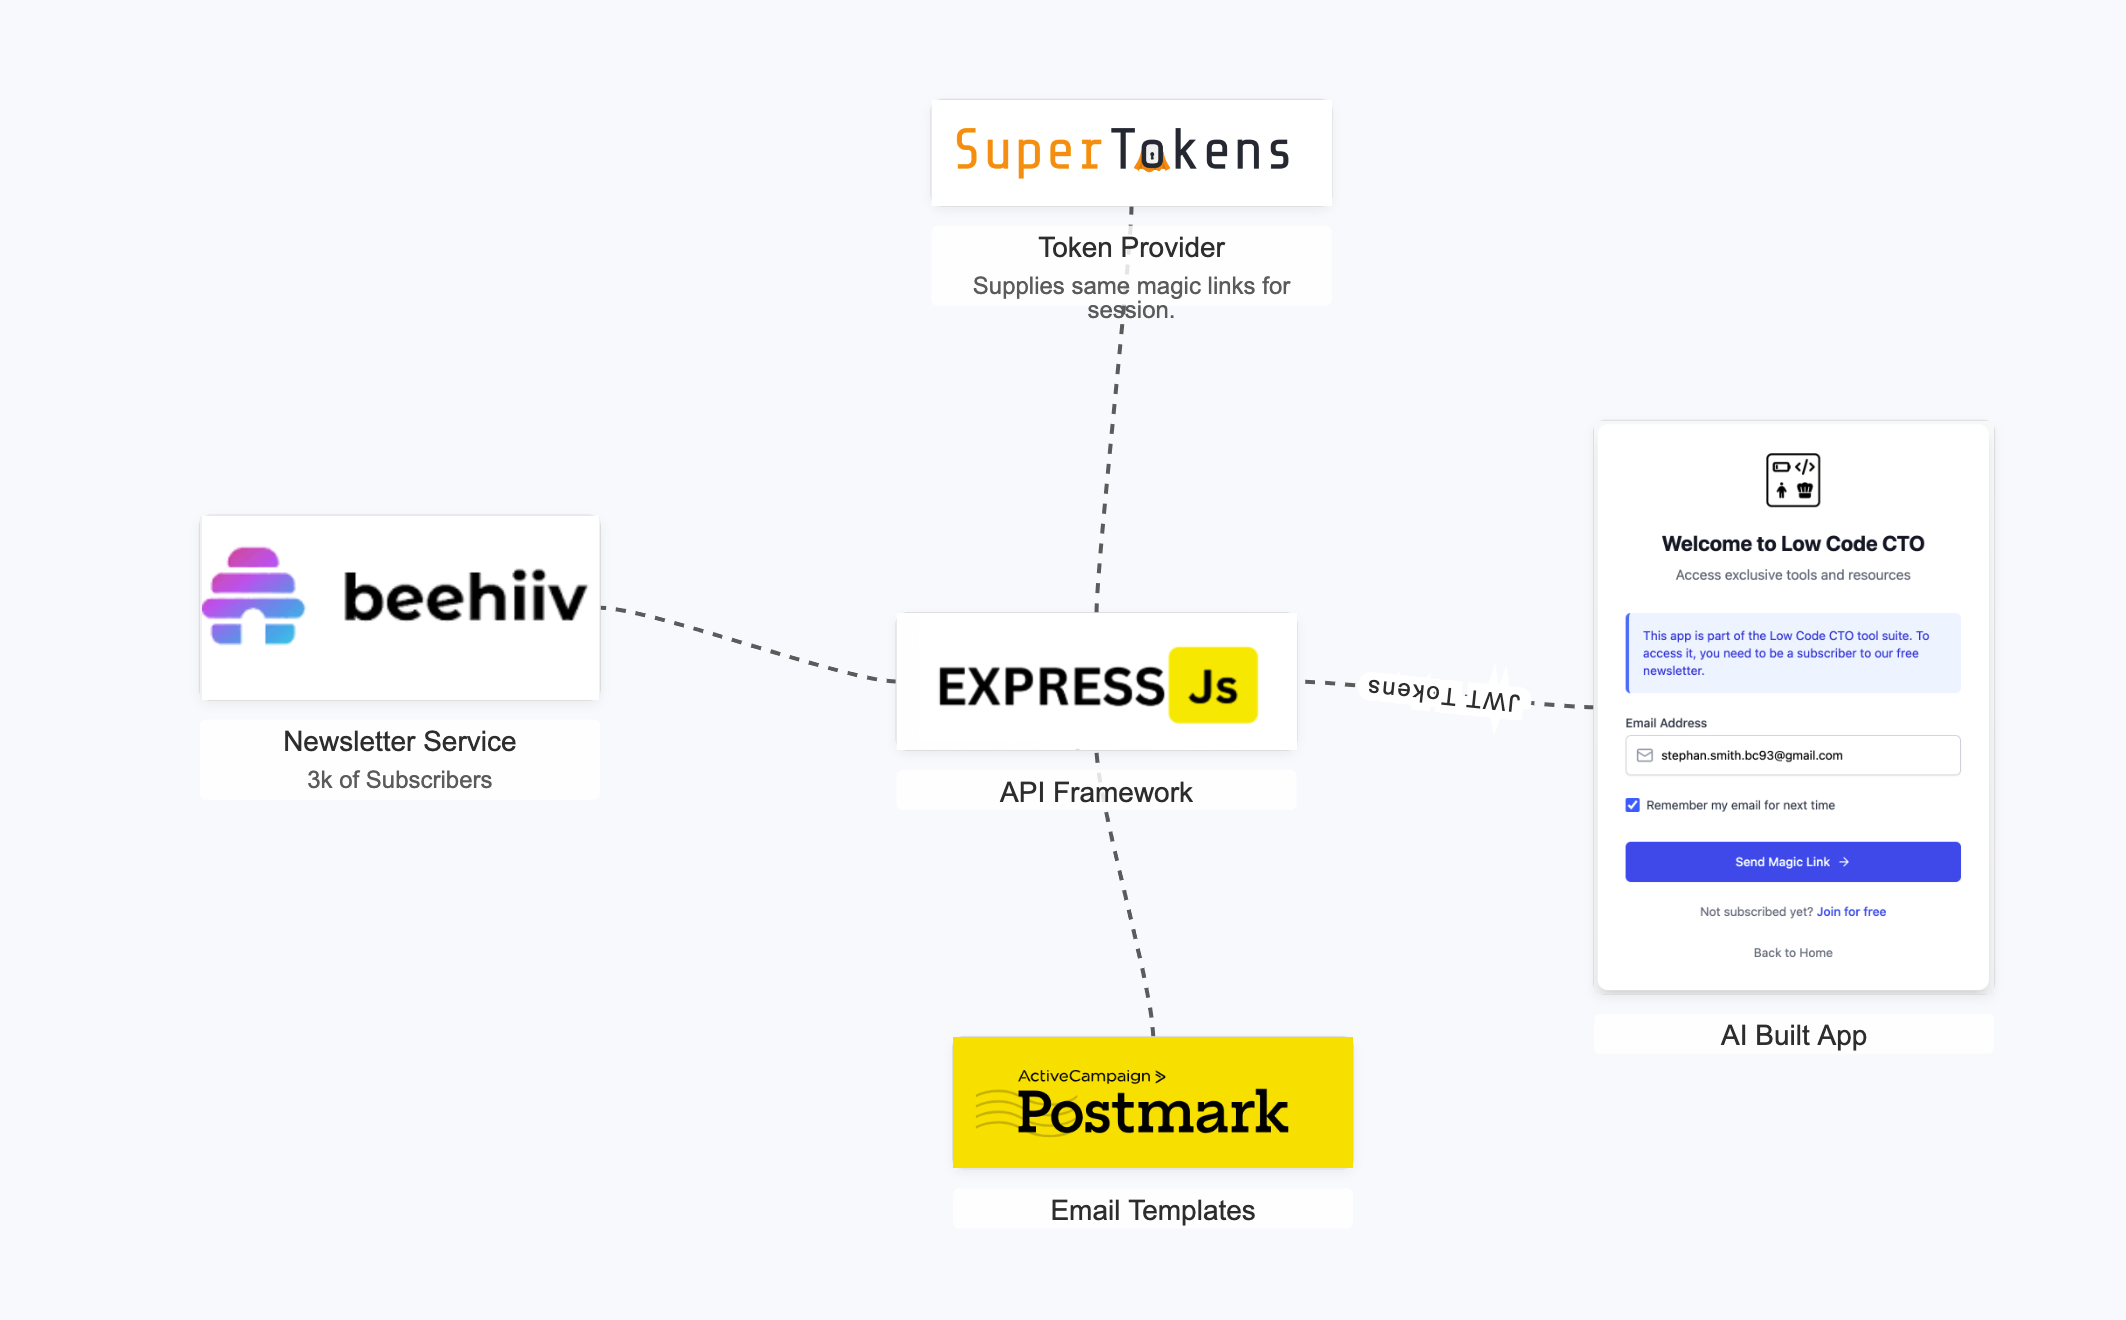 SuperTokens
Token Provider
Supplies same magic links for
session.
beehiiv
Newsletter Service
3k of Subscribers
EXPRESS Js
API Framework
JWT Tokens
</>
Welcome to Low Code CTO
Access exclusive tools and resources
This app is part of the Low Code CTO tool suite. To
access it, you need to be a subscriber to our free
newsletter.
Email Address
stephan.smith.bc93@gmail.com
Remember my email for next time
Send Magic Link →
Not subscribed yet? Join for free
Back to Home
AI Built App
ActiveCampaign >
Postmark
Email Templates